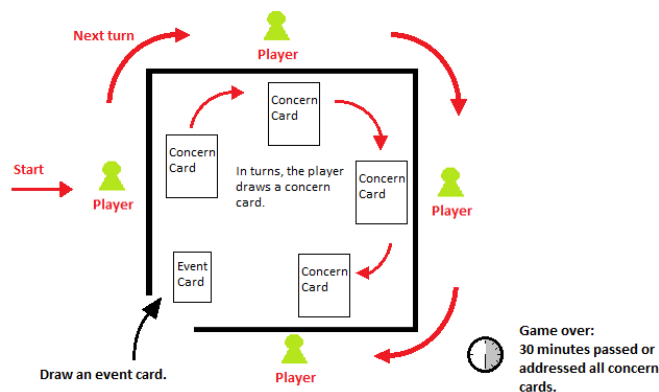 Next turn
Player
Start
Player
Concern
Card
Concern
Card
In turns, the player
draws a concern
card.
Concern
Card
Player
Event
Card
Concern
Card
Draw an event card.
Player
Game over:
30 minutes passed or
addressed all concern
cards.